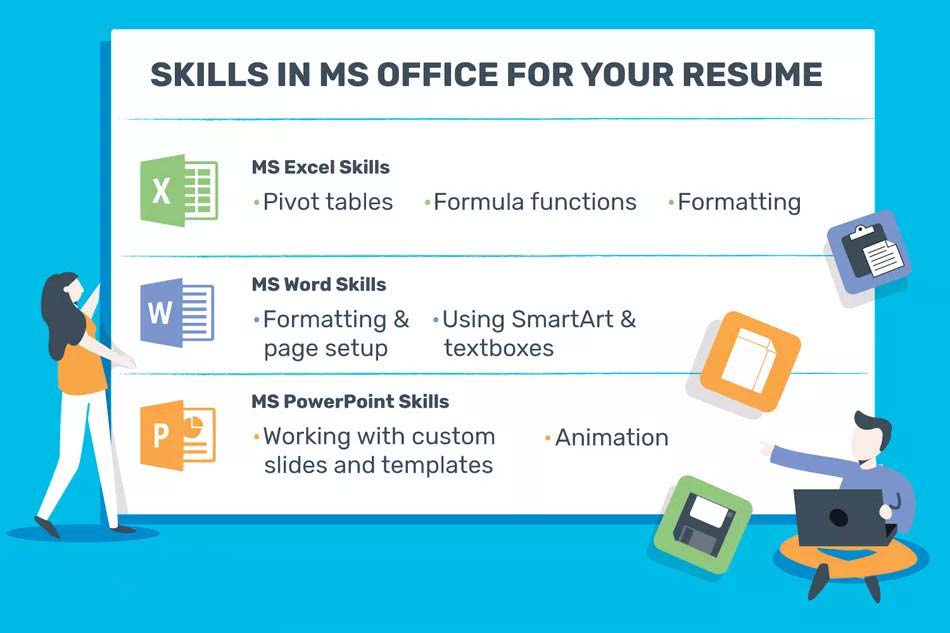 SKILLS IN MS OFFICE FOR YOUR RESUME
X
MS Excel Skills
•Pivot tables •Formula functions •Formatting
W
MS Word Skills
•Formatting & •Using SmartArt &
page setup textboxes
P
MS PowerPoint Skills
•Working with custom •Animation
slides and templates